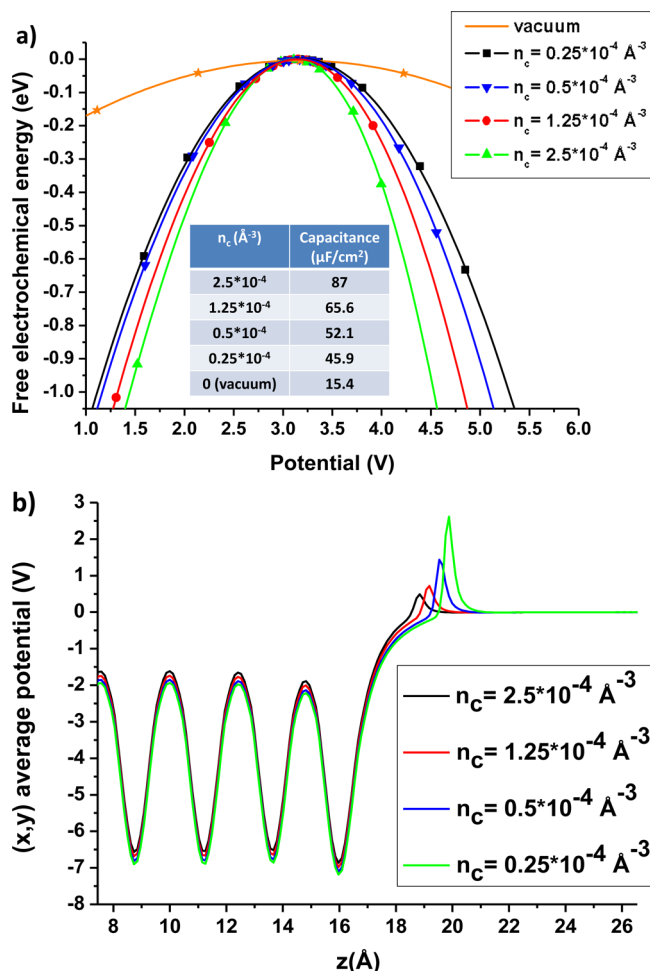 a)
vacuum
n_c = 0.25*10^-4 Å^-3
n_c = 0.5*10^-4 Å^-3
n_c = 1.25*10^-4 Å^-3
n_c = 2.5*10^-4 Å^-3
Free electrochemical energy (eV)
0.0
-0.1
-0.2
-0.3
-0.4
-0.5
-0.6
-0.7
-0.8
-0.9
-1.0
n_c (Å^-3) Capacitance (µF/cm^2)
2.5*10^-4 87
1.25*10^-4 65.6
0.5*10^-4 52.1
0.25*10^-4 45.9
0 (vacuum) 15.4
1.0 1.5 2.0 2.5 3.0 3.5 4.0 4.5 5.0 5.5 6.0
Potential (V)
b)
(x,y) average potential (V)
3
2
1
0
-1
-2
-3
-4
-5
-6
-7
-8
n_C = 2.5*10^-4 Å^-3
n_C = 1.25*10^-4 Å^-3
n_C = 0.5*10^-4 Å^-3
n_C = 0.25*10^-4 Å^-3
8 10 12 14 16 18 20 22 24 26
z(Å)